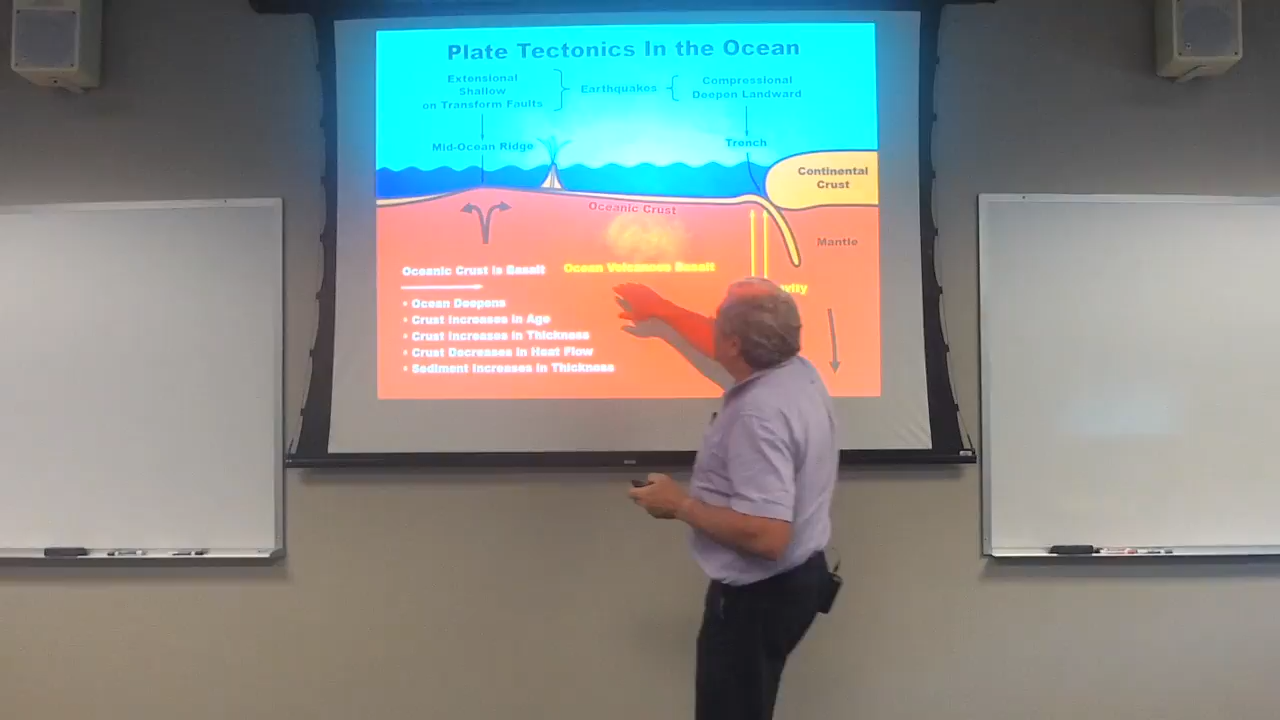 Plate Tectonics In the Ocean
Extensional
Shallow
on Transform Faults
Earthquakes
Compressional
Deepen Landward
Mid-Ocean Ridge
Trench
Continental
Crust
Oceanic Crust
Mantle
Oceanic Crust is Basalt
Ocean Volcanoes Basalt
• Ocean Deepens
• Crust Increases in Age
• Crust Increases in Thickness
• Crust Decreases in Heat Flow
• Sediment Increases in Thickness